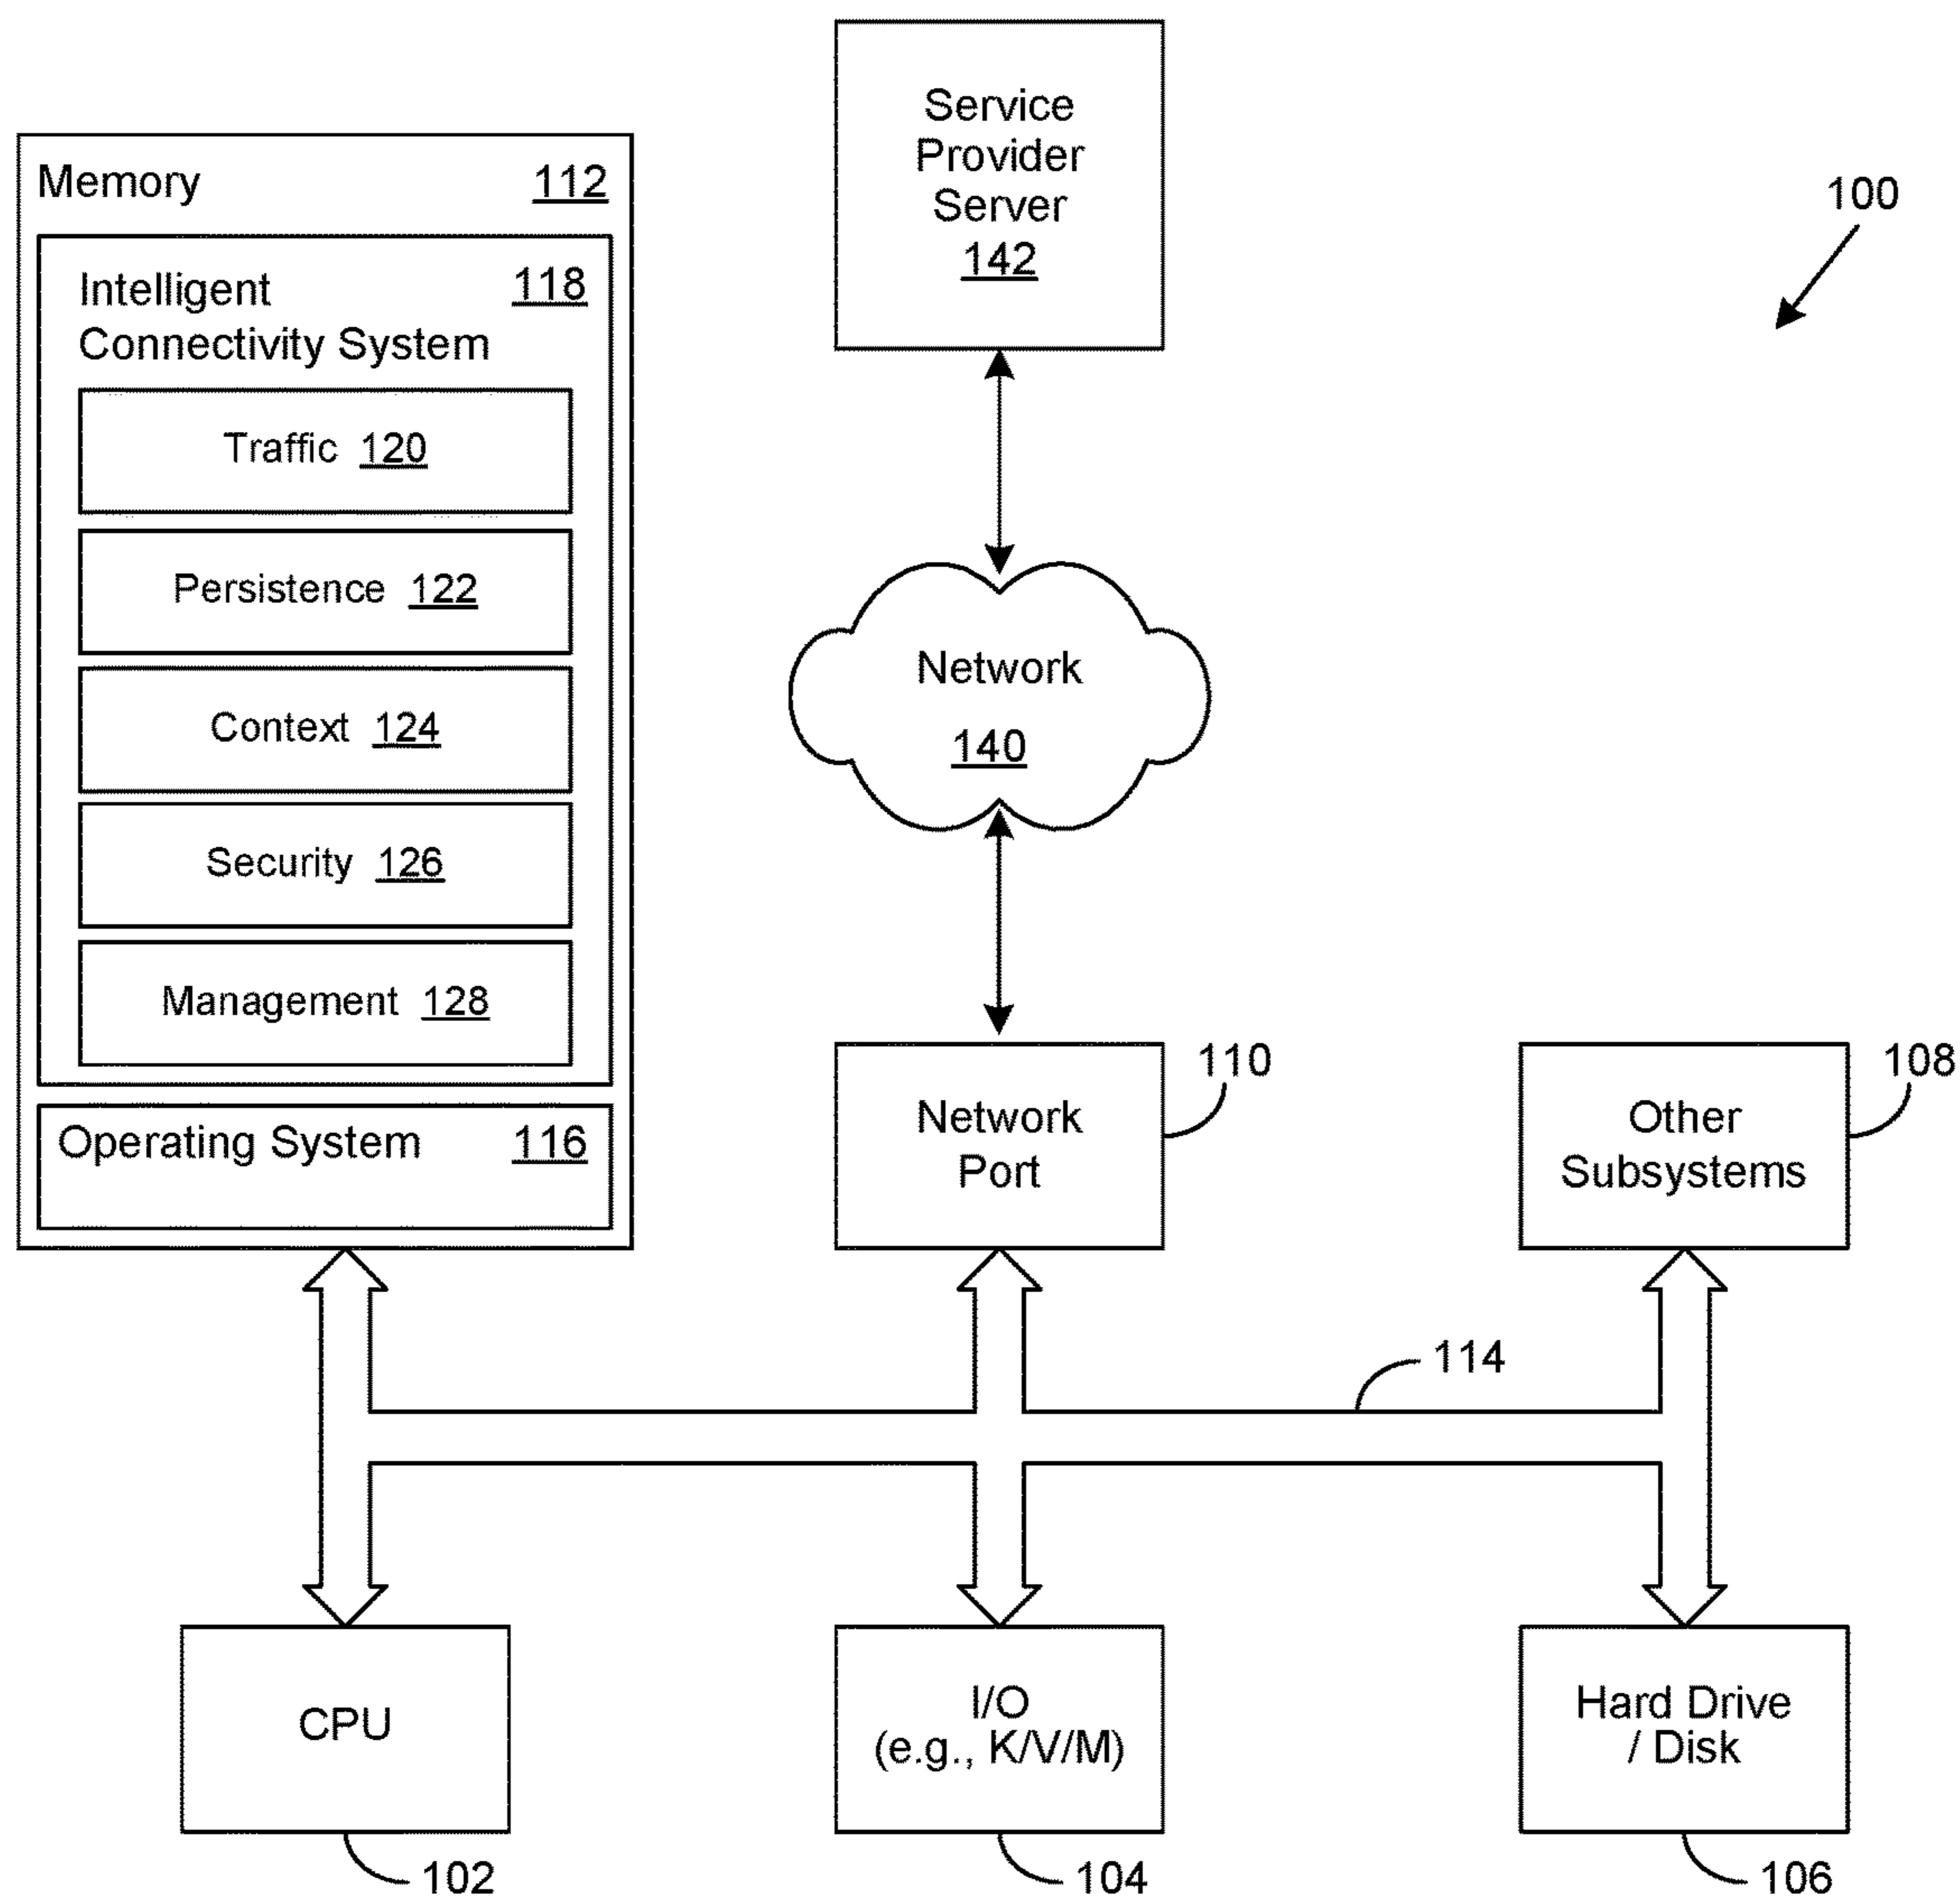 Service
Provider
Server
142
100
Memory 112
Intelligent 118
Connectivity System
Traffic 120
Persistence 122
Context 124
Security 126
Management 128
Operating System 116
Network
140
Network
Port
110
Other
Subsystems
108
114
CPU
102
I/O
(e.g., K/V/M)
104
Hard Drive
/ Disk
106